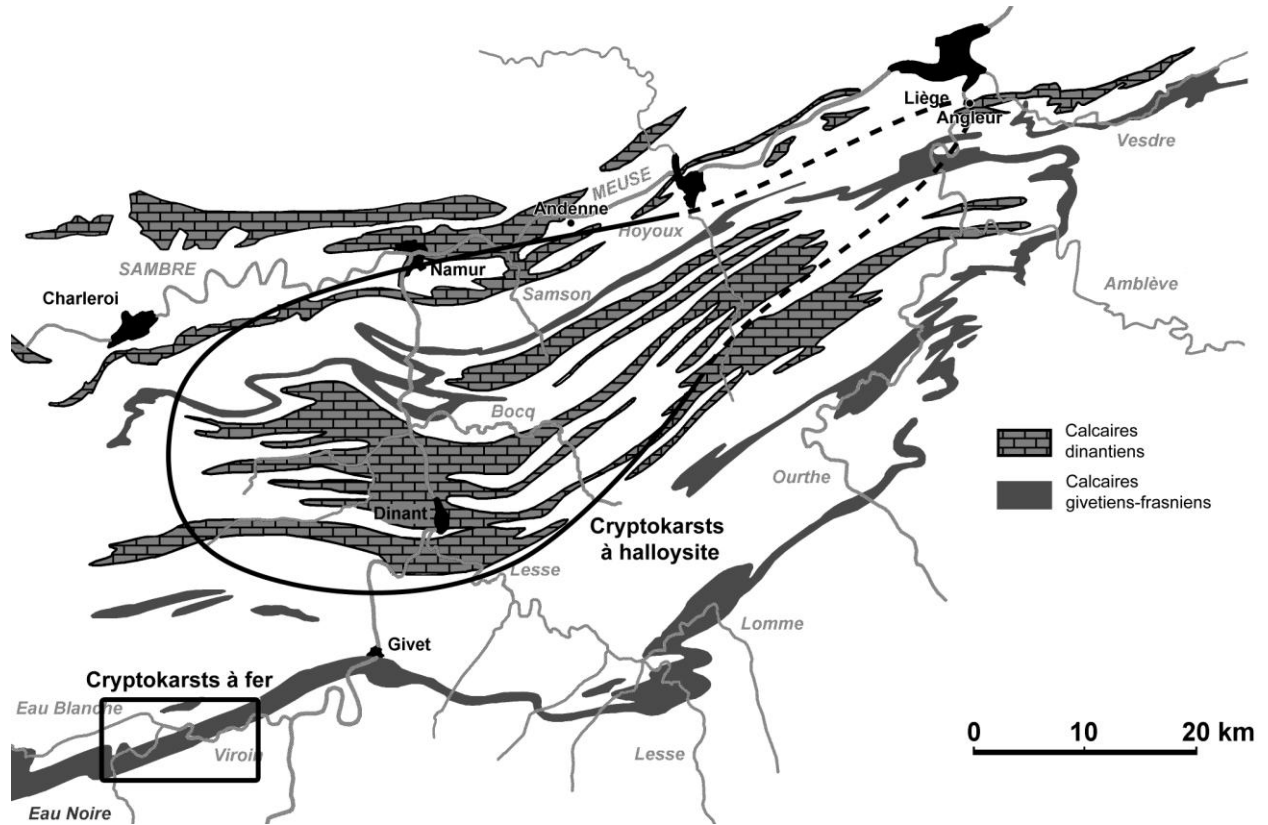 Liège
Angleur
Vesdre
MEUSE
Andenne
Hoyoux
SAMBRE
Namur
Samson
Charleroi
Amblève
Bocq
Calcaires
dinantiens
Ourthe
Calcaires
givetiens-frasniens
Dinant
Cryptokarsts
à halloysite
Lesse
Lomme
Givet
Cryptokarsts à fer
Eau Blanche
Viroin
Lesse
0 10 20 km
Eau Noire